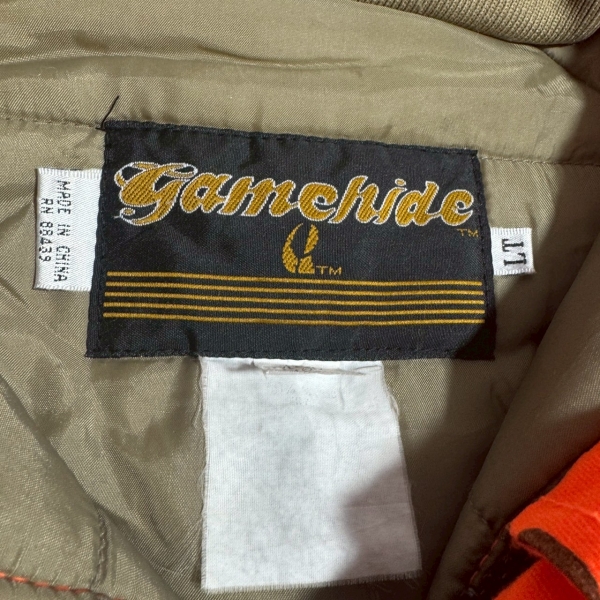 Gamehide
TM
TM
MADE IN CHINA
RN 88439
LT